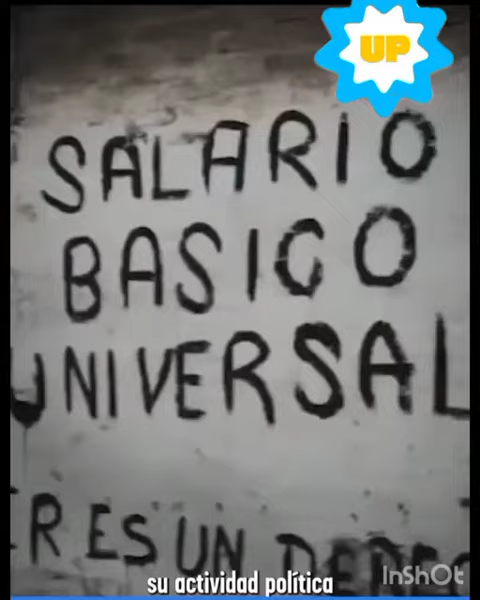 UP
SALARIO
BASICO
UNIVERSAL
R ES UN
su actividad política
InShOt